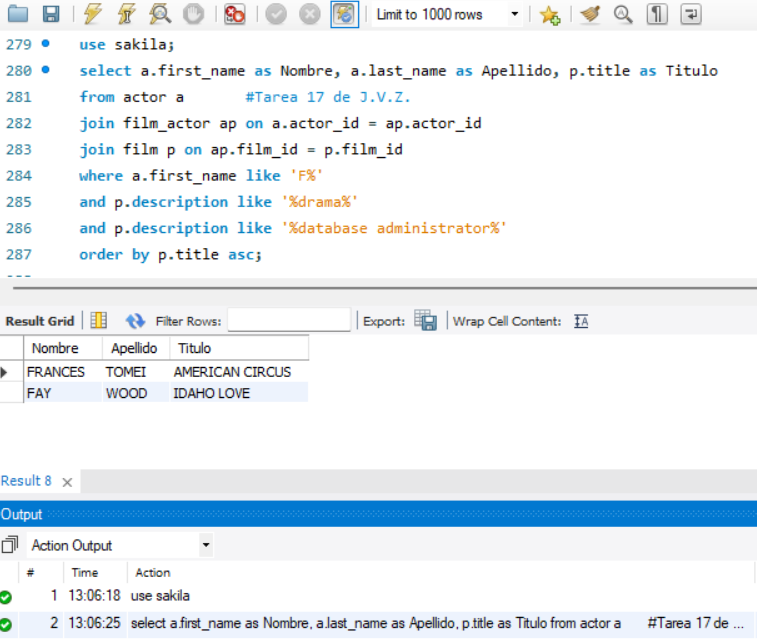 Limit to 1000 rows
279 use sakila;
280 select a.first_name as Nombre, a.last_name as Apellido, p.title as Titulo
281 from actor a #Tarea 17 de J.V.Z.
282 join film_actor ap on a.actor_id = ap.actor_id
283 join film p on ap.film_id = p.film_id
284 where a.first_name like 'F%'
285 and p.description like '%drama%'
286 and p.description like '%database administrator%'
287 order by p.title asc;
Result Grid Filter Rows: Export: Wrap Cell Content: IA
Nombre Apellido Titulo
FRANCES TOMEI AMERICAN CIRCUS
FAY WOOD IDAHO LOVE
Result 8
Output
Action Output
# Time Action
1 13:06:18 use sakila
2 13:06:25 select a.first_name as Nombre, a.last_name as Apellido, p.title as Titulo from actor a #Tarea 17 de ...